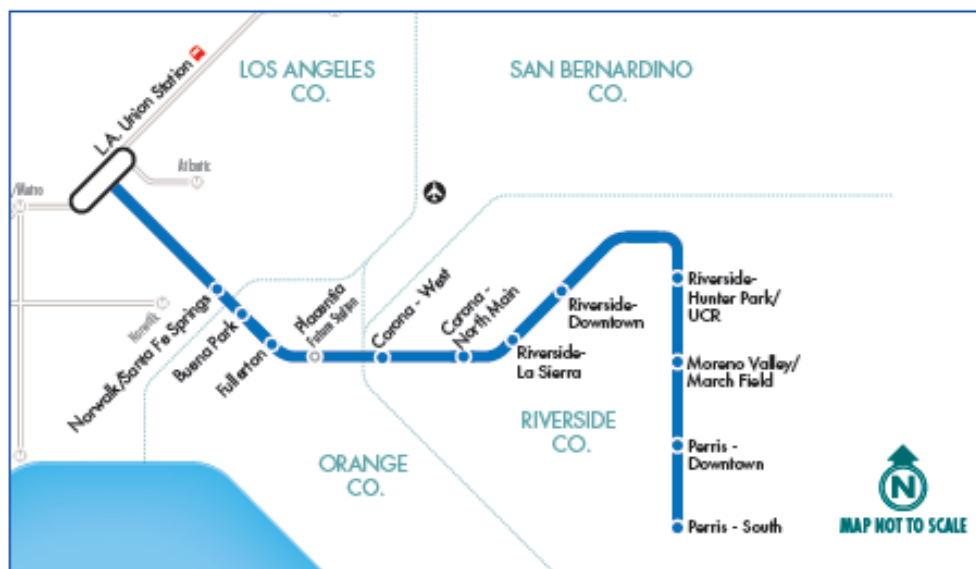 LOS ANGELES
CO.
SAN BERNARDINO
CO.
L.A. Union Station
Atlantic
/Metro
Norwalk
Norwalk/Santa Fe Springs
Buena Park
Fullerton
Placentia
Future Station
Corona - West
Corona -
North Main
Riverside-
La Sierra
Riverside-
Downtown
Riverside-
Hunter Park/
UCR
Moreno Valley/
March Field
Perris -
Downtown
Perris - South
ORANGE
CO.
RIVERSIDE
CO.
N
MAP NOT TO SCALE